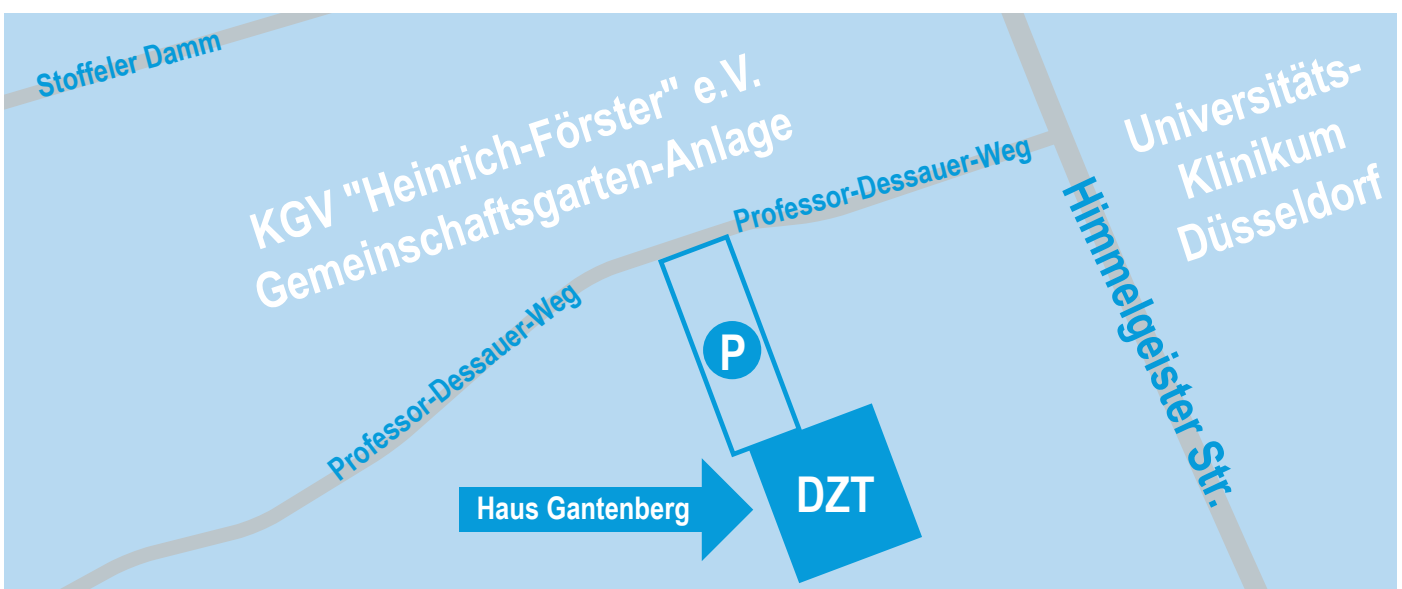 Stoffeler Damm
KGV "Heinrich-Förster" e.V.
Gemeinschaftsgarten-Anlage
Universitäts-
Klinikum
Düsseldorf
Professor-Dessauer-Weg
Himmelgeister Str.
Professor-Dessauer-Weg
P
Haus Gantenberg
DZT